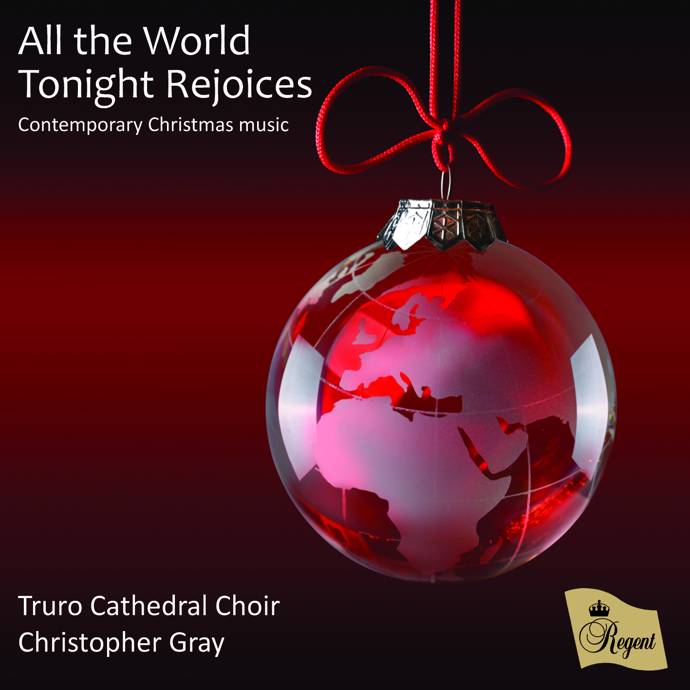 All the World
Tonight Rejoices
Contemporary Christmas music
Truro Cathedral Choir
Christopher Gray
Regent